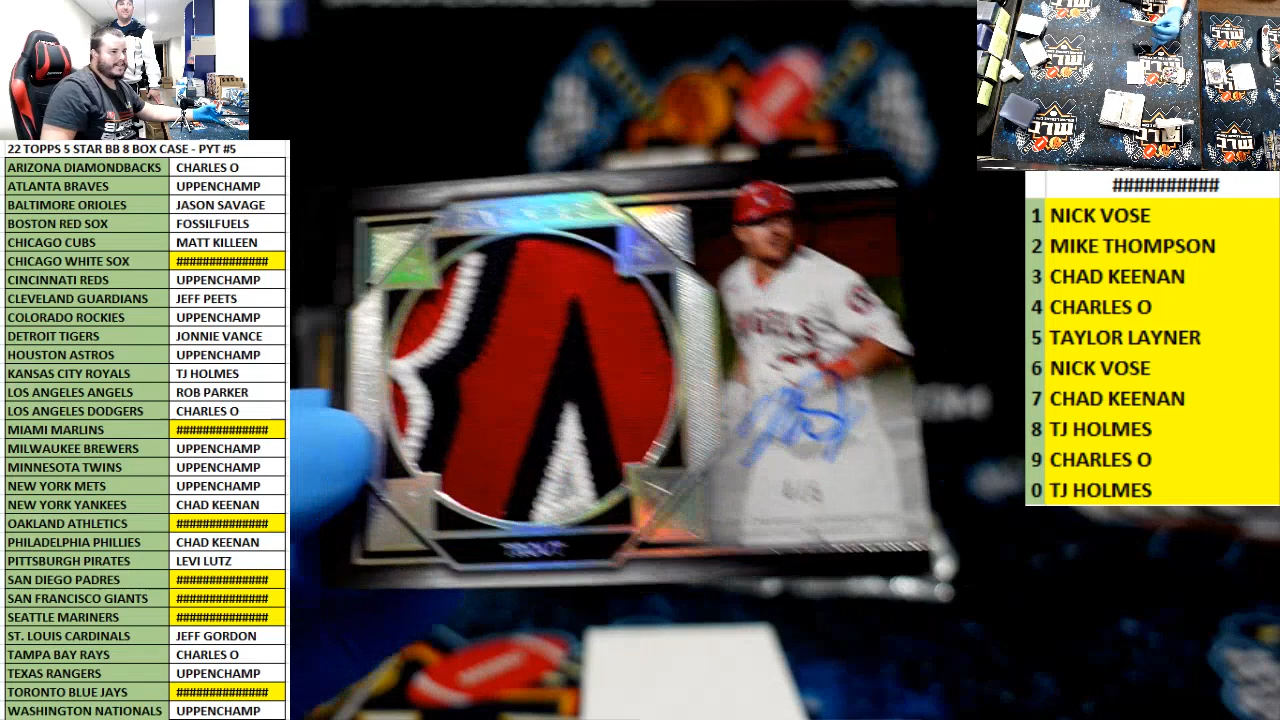 22 TOPPS 5 STAR BB 8 BOX CASE - PYT #5
ARIZONA DIAMONDBACKS CHARLES O
ATLANTA BRAVES UPPENCHAMP
BALTIMORE ORIOLES JASON SAVAGE
BOSTON RED SOX FOSSILFUELS
CHICAGO CUBS MATT KILLEEN
CHICAGO WHITE SOX ##############
CINCINNATI REDS UPPENCHAMP
CLEVELAND GUARDIANS JEFF PEETS
COLORADO ROCKIES UPPENCHAMP
DETROIT TIGERS JONNIE VANCE
HOUSTON ASTROS UPPENCHAMP
KANSAS CITY ROYALS TJ HOLMES
LOS ANGELES ANGELS ROB PARKER
LOS ANGELES DODGERS CHARLES O
MIAMI MARLINS ##############
MILWAUKEE BREWERS UPPENCHAMP
MINNESOTA TWINS UPPENCHAMP
NEW YORK METS UPPENCHAMP
NEW YORK YANKEES CHAD KEENAN
OAKLAND ATHLETICS ##############
PHILADELPHIA PHILLIES CHAD KEENAN
PITTSBURGH PIRATES LEVI LUTZ
SAN DIEGO PADRES ##############
SAN FRANCISCO GIANTS ##############
SEATTLE MARINERS ##############
ST. LOUIS CARDINALS JEFF GORDON
TAMPA BAY RAYS CHARLES O
TEXAS RANGERS UPPENCHAMP
TORONTO BLUE JAYS ##############
WASHINGTON NATIONALS UPPENCHAMP
ANGELS
TROUT
##########
1 NICK VOSE
2 MIKE THOMPSON
3 CHAD KEENAN
4 CHARLES O
5 TAYLOR LAYNER
6 NICK VOSE
7 CHAD KEENAN
8 TJ HOLMES
9 CHARLES O
0 TJ HOLMES